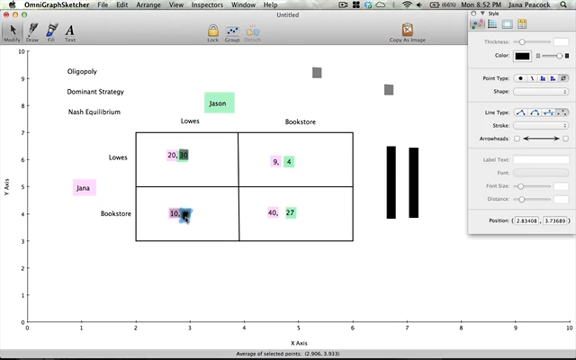 OmniGraphSketcher File Edit Arrange View Window Help (66%) Mon 8:52 PM Jana Peacock
Untitled
Modify Draw Fill Text Lock Group Detach Copy As Image
Style
Thickness:
Color:
Point Type:
Shape:
Line Type:
Stroke:
Arrowheads:
Label Text:
Font:
Font Size:
Distance:
Position: (2.83408, 3.73689)
Oligopoly
Dominant Strategy
Nash Equilibrium
Jason
Lowes Bookstore
Lowes 20, 30 9, 4
Jana
Bookstore 10, 40, 27
Y Axis
10
9
8
7
6
5
4
3
2
1
0
0 1 2 3 4 5 6 7 8 9 10
X Axis
Average of selected points: (2.906, 3.933)